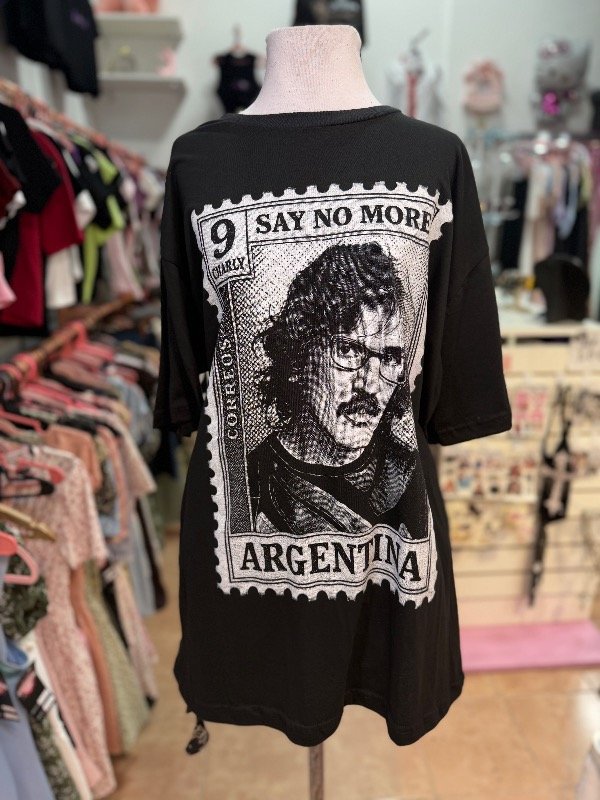 SAY NO MORE
9
CHARLY
CORREOS
ARGENTINA